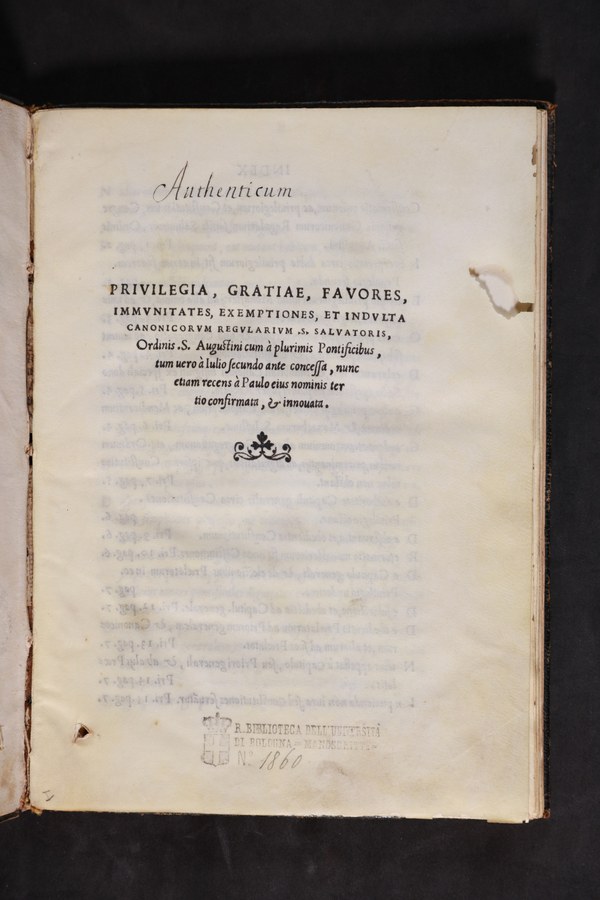 Authenticum
PRIVILEGIA, GRATIAE, FAVORES,
IMMVNITATES, EXEMPTIONES, ET INDVLTA
CANONICORVM REGVLARIVM .S. SALVATORIS,
Ordinis .S. Augustini cum à plurimis Pontificibus,
tum uero à Iulio secundo ante concessa, nunc
etiam recens à Paulo eius nominis ter
tio confirmata, & innouata.
R. BIBLIOTECA DELL'UNIVERSITÀ
DI BOLOGNA - MANOSCRITTI -
N.° 1860